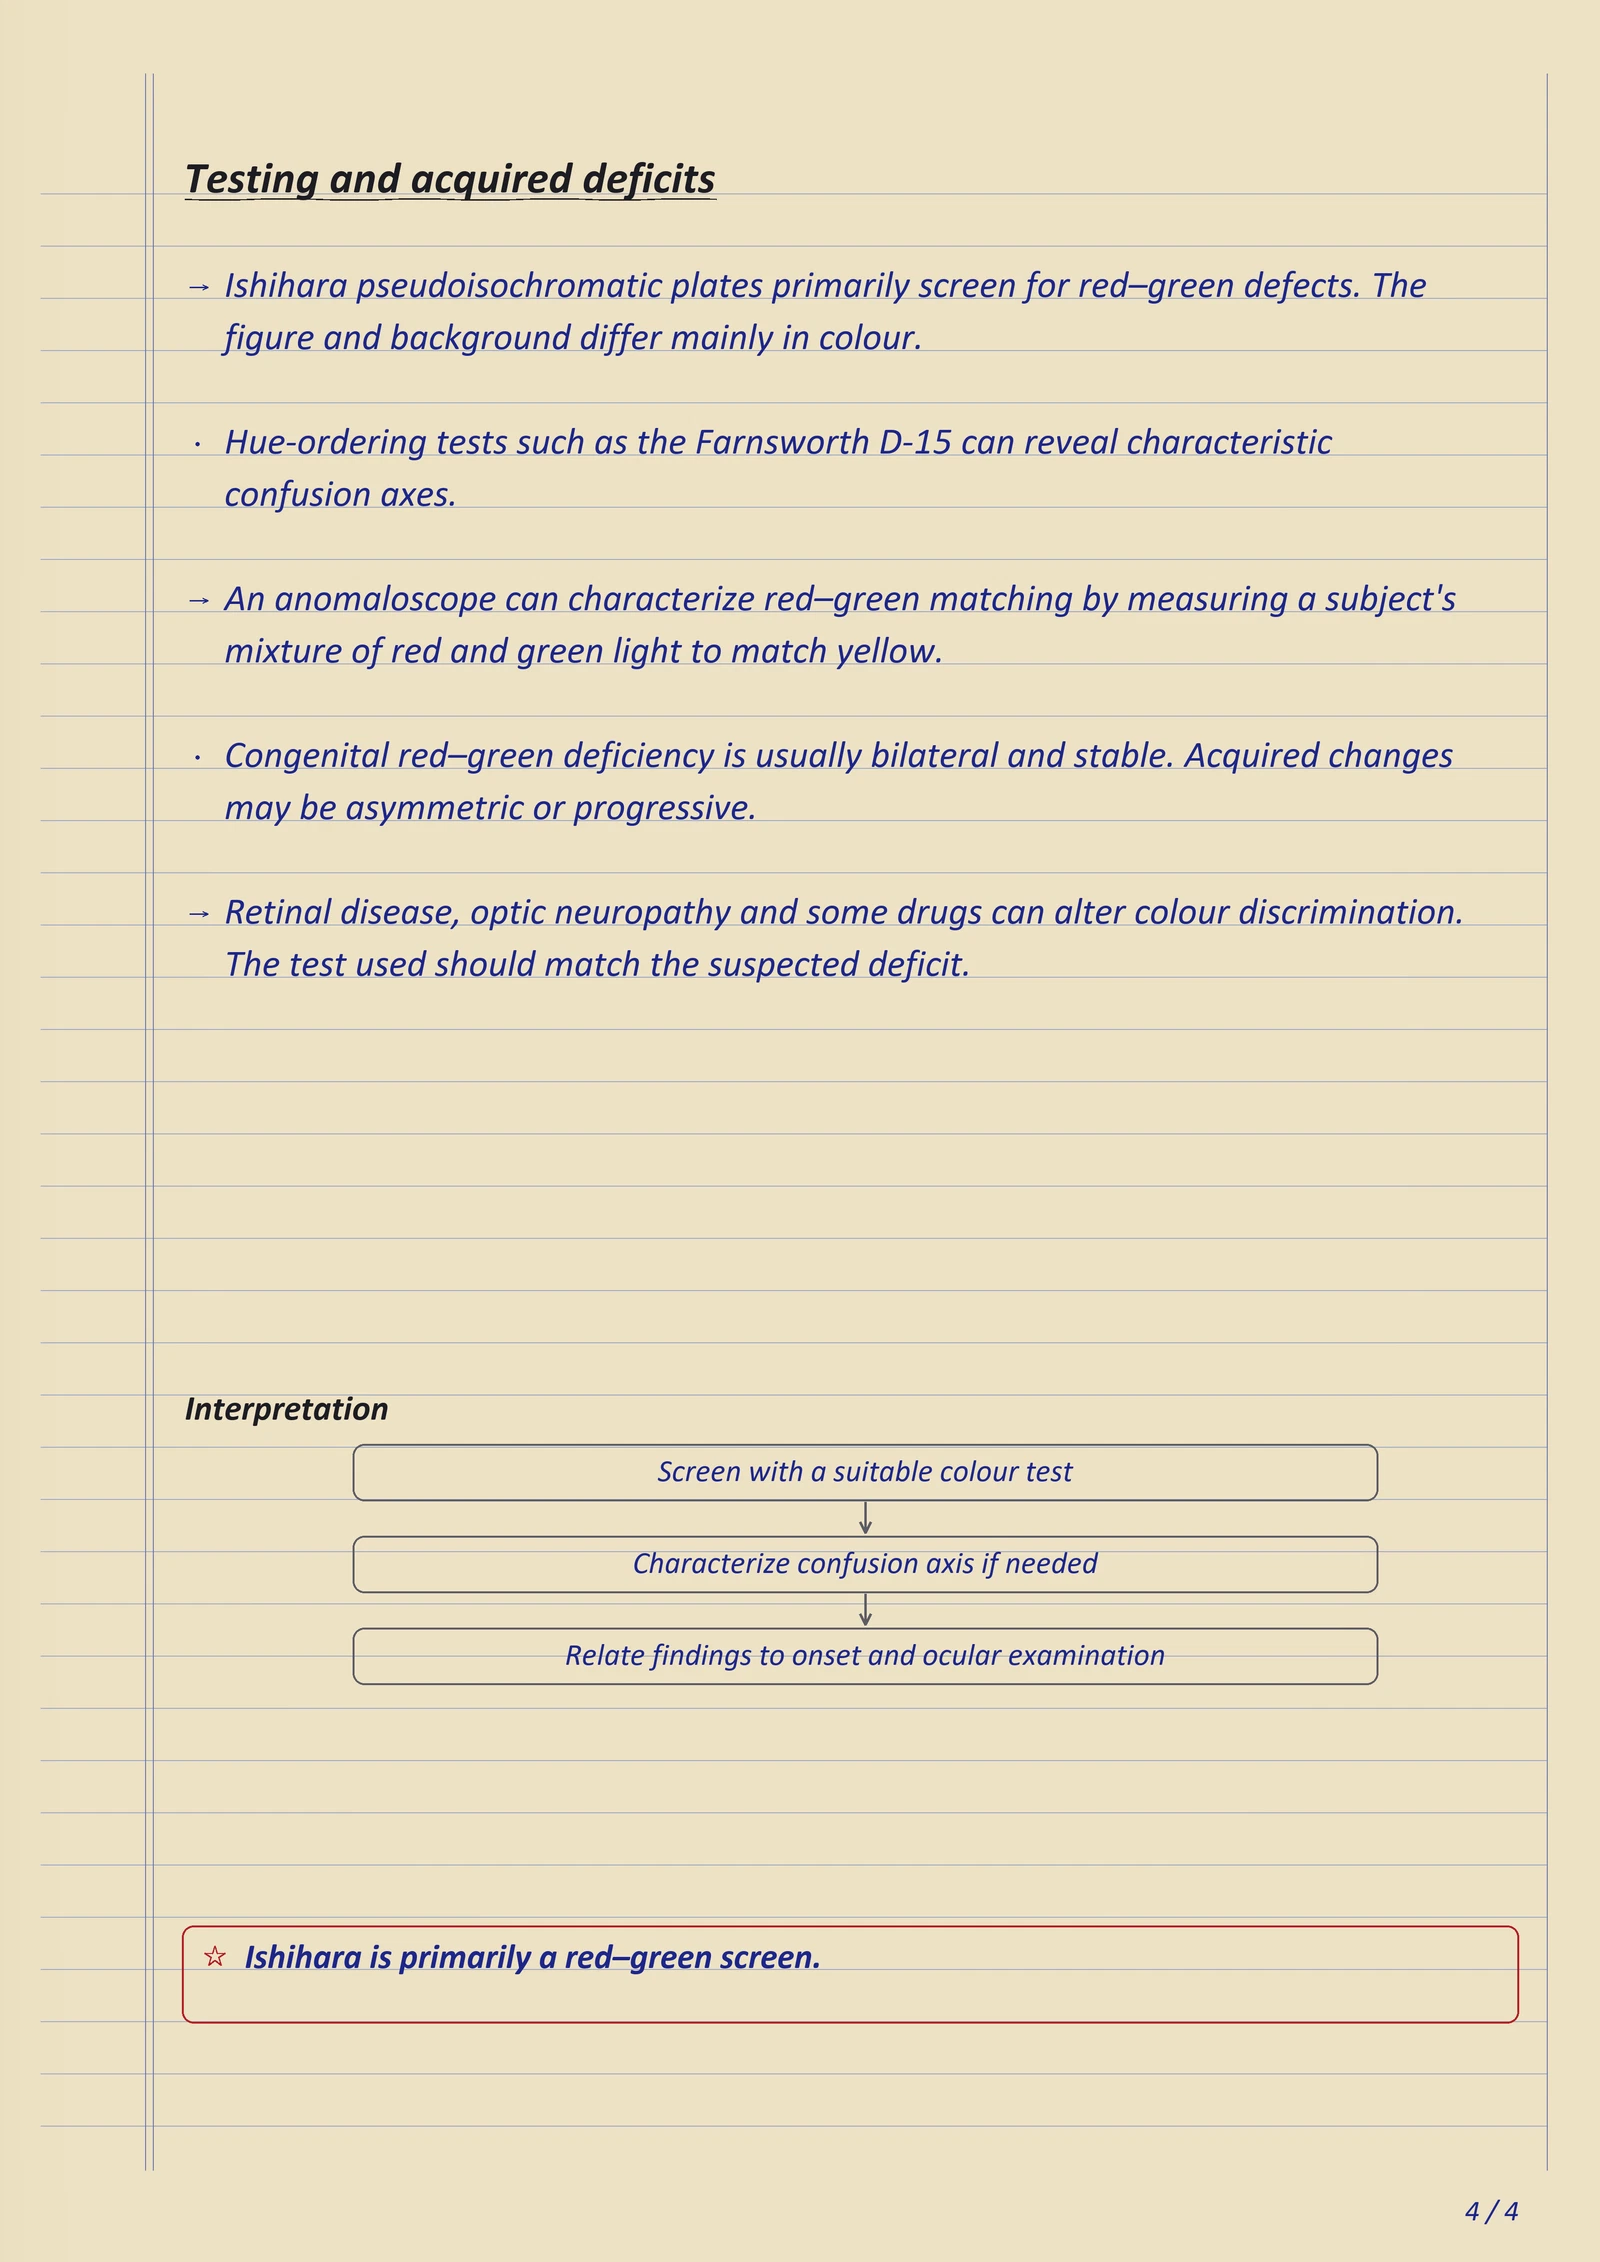 Testing and acquired deficits
→ Ishihara pseudoisochromatic plates primarily screen for red–green defects. The
figure and background differ mainly in colour.
· Hue-ordering tests such as the Farnsworth D-15 can reveal characteristic
confusion axes.
→ An anomaloscope can characterize red–green matching by measuring a subject's
mixture of red and green light to match yellow.
· Congenital red–green deficiency is usually bilateral and stable. Acquired changes
may be asymmetric or progressive.
→ Retinal disease, optic neuropathy and some drugs can alter colour discrimination.
The test used should match the suspected deficit.
Interpretation
Screen with a suitable colour test
Characterize confusion axis if needed
Relate findings to onset and ocular examination
☆ Ishihara is primarily a red–green screen.
4 / 4